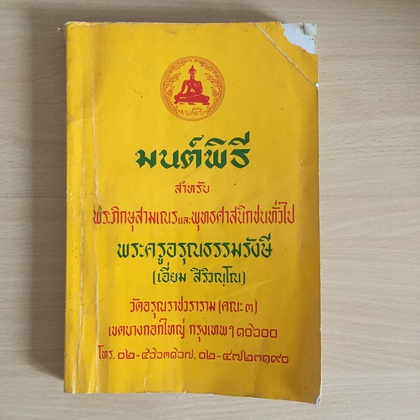 มนต์พิธี
สำหรับ
พระภิกษุสามเณรและพุทธศาสนิกชนทั่วไป
พระครูอรุณธรรมรังษี
(เอี่ยม สิริวณฺโณ)
วัดอรุณราชวราราม (คณะ ๓)
เขตบางกอกใหญ่ กรุงเทพฯ ๑๐๖๐๐
โทร. ๐๒-๕๖๓๓๖๗, ๐๒-๔๗๒๓๑๙๐